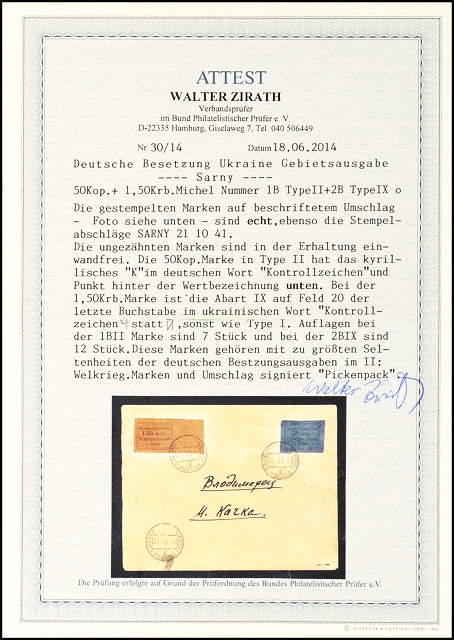 ATTEST
WALTER ZIRATH
Verbandsprüfer
im Bund Philatelistischer Prüfer e. V.
D-22335 Hamburg, Giselaweg 7, Tel. 040 506449
Nr. 30/14 Datum 18.06.2014
Deutsche Besetzung Ukraine Gebietsausgabe
---- Sarny ----
50Kop.+ 1,50Krb.Michel Nummer 1B TypeII+2B TypeIX o
Die gestempelten Marken auf beschriftetem Umschlag
- Foto siehe unten - sind echt,ebenso die Stempel-
abschläge SARNY 21 10 41.
Die ungezähnten Marken sind in der Erhaltung ein-
wandfrei. Die 50Kop.Marke in Type II hat das kyril-
lisches "K"im deutschen Wort "Kontrollzeichen"und
Punkt hinter der Wertbezeichnung unten. Bei der
1,50Krb.Marke ist die Abart IX auf Feld 20 der
letzte Buchstabe im ukrainischen Wort "Kontroll-
zeichen statt ,sonst wie Type I. Auflagen bei
der 1BII Marke sind 7 Stück und bei der 2BIX sind
12 Stück.Diese Marken gehören mit zu größten Sel-
tenheiten der deutschen Bestzungsausgaben im II:
Welkrieg.Marken und Umschlag signiert "Pickenpack".
Walter Zirath
1.50
Владимерец
М. Качка.
Die Prüfung erfolgte auf Grund der Prüfordnung des Bundes Philatelistischer Prüfer e.V.